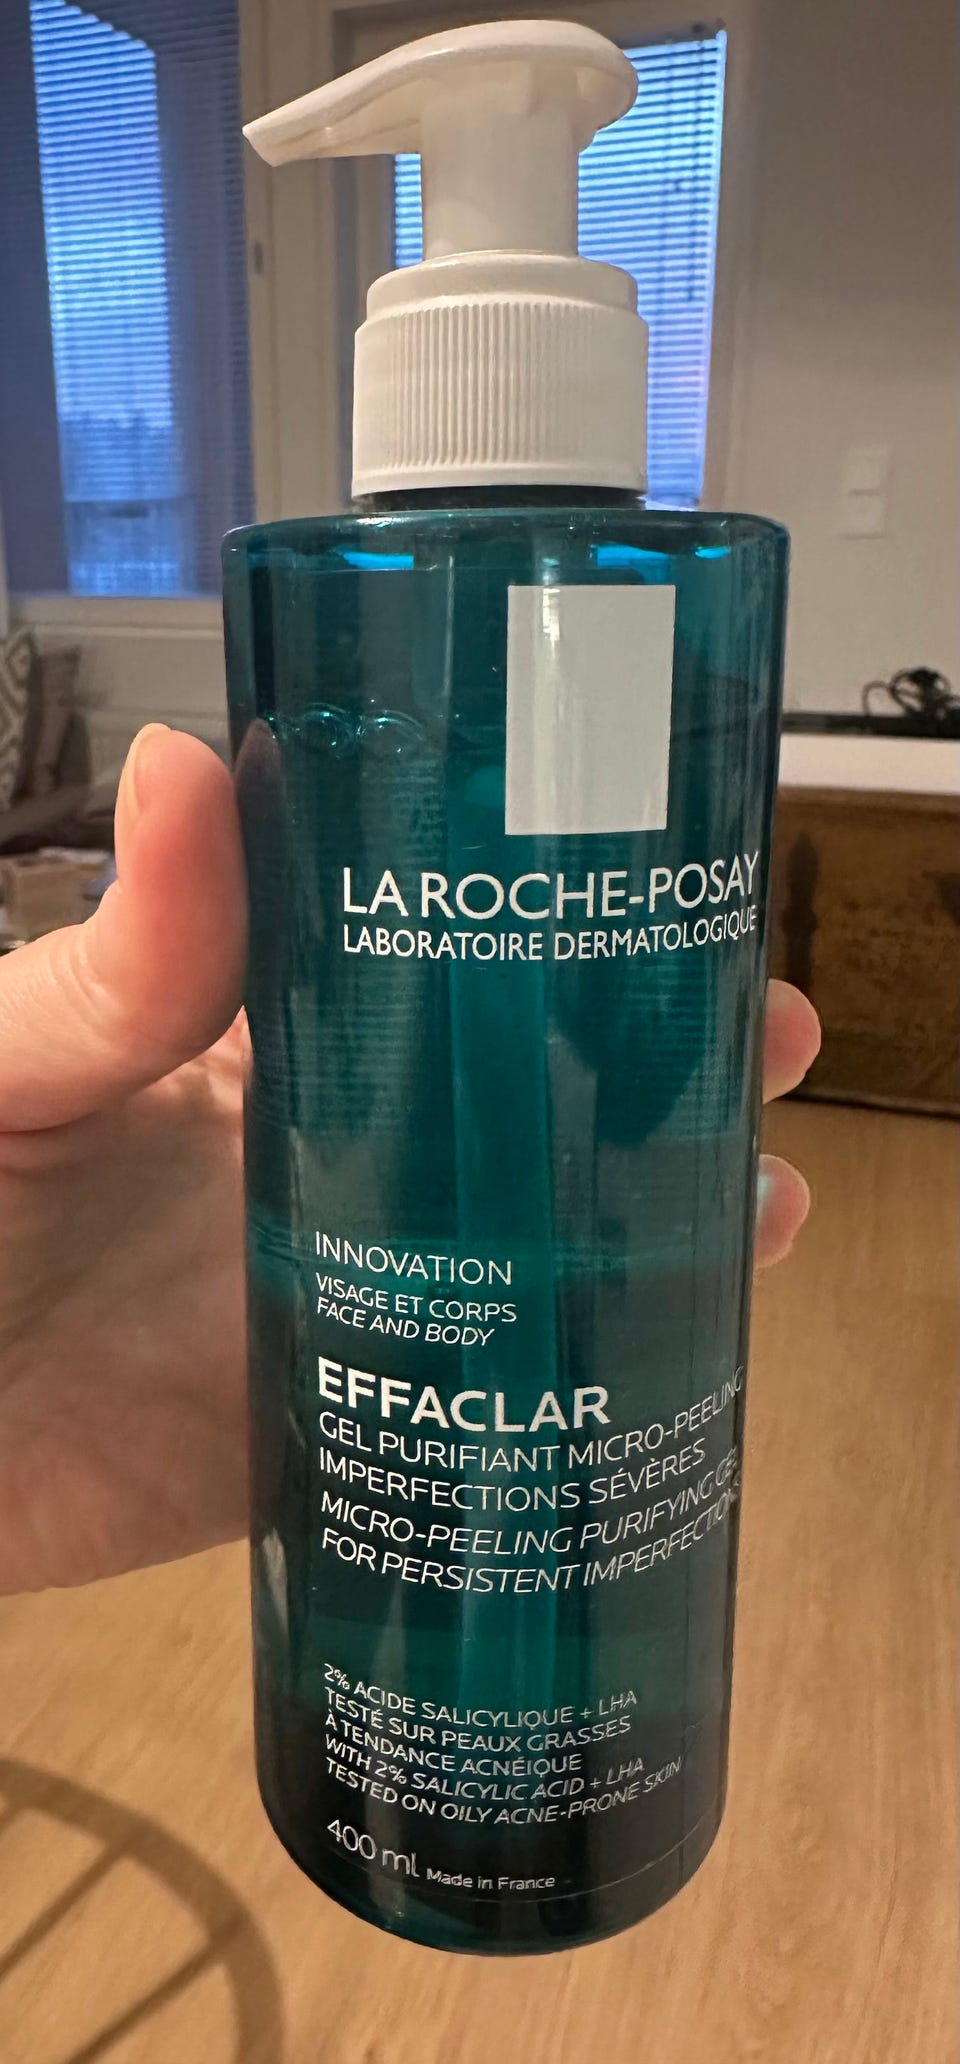 LA ROCHE-POSAY
LABORATOIRE DERMATOLOGIQUE
INNOVATION
VISAGE ET CORPS
FACE AND BODY
EFFACLAR
GEL PURIFIANT MICRO-PEELING
IMPERFECTIONS SÉVÈRES
MICRO-PEELING PURIFYING GEL
FOR PERSISTENT IMPERFECTIONS
2% ACIDE SALICYLIQUE + LHA
TESTÉ SUR PEAUX GRASSES
À TENDANCE ACNÉIQUE
WITH 2% SALICYLIC ACID + LHA
TESTED ON OILY ACNE-PRONE SKIN
400 ml Made in France